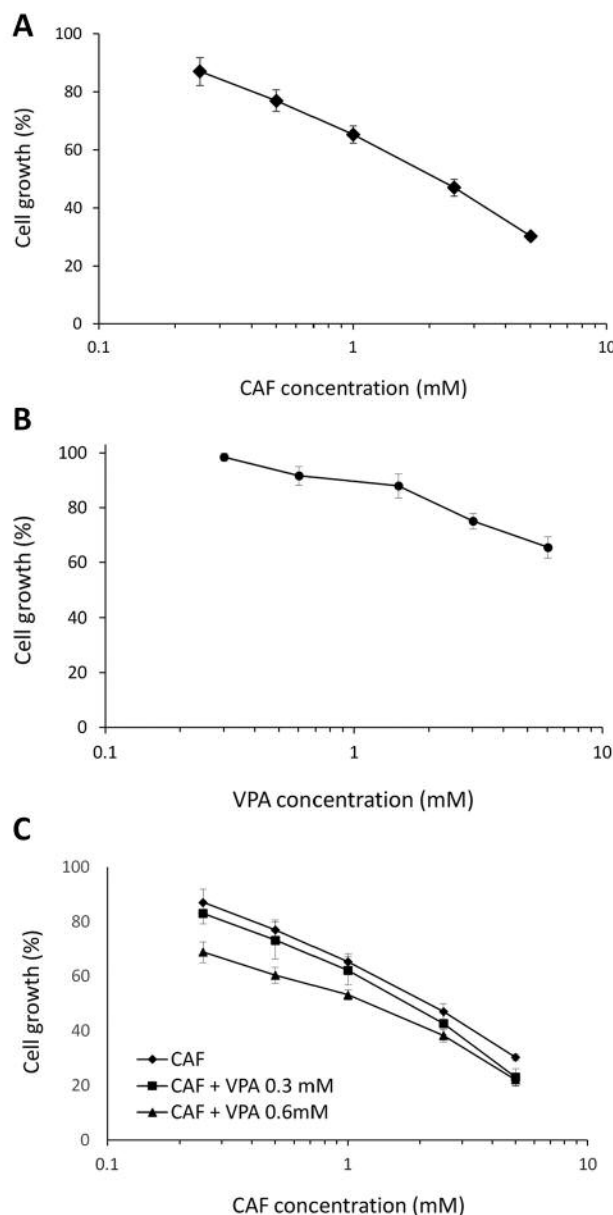 A
100
80
60
40
20
0
Cell growth (%)
0.1 1 10
CAF concentration (mM)
B
100
80
60
40
20
0
Cell growth (%)
0.1 1 10
VPA concentration (mM)
C
100
80
60
40
20
0
Cell growth (%)
CAF
CAF + VPA 0.3 mM
CAF + VPA 0.6mM
0.1 1 10
CAF concentration (mM)